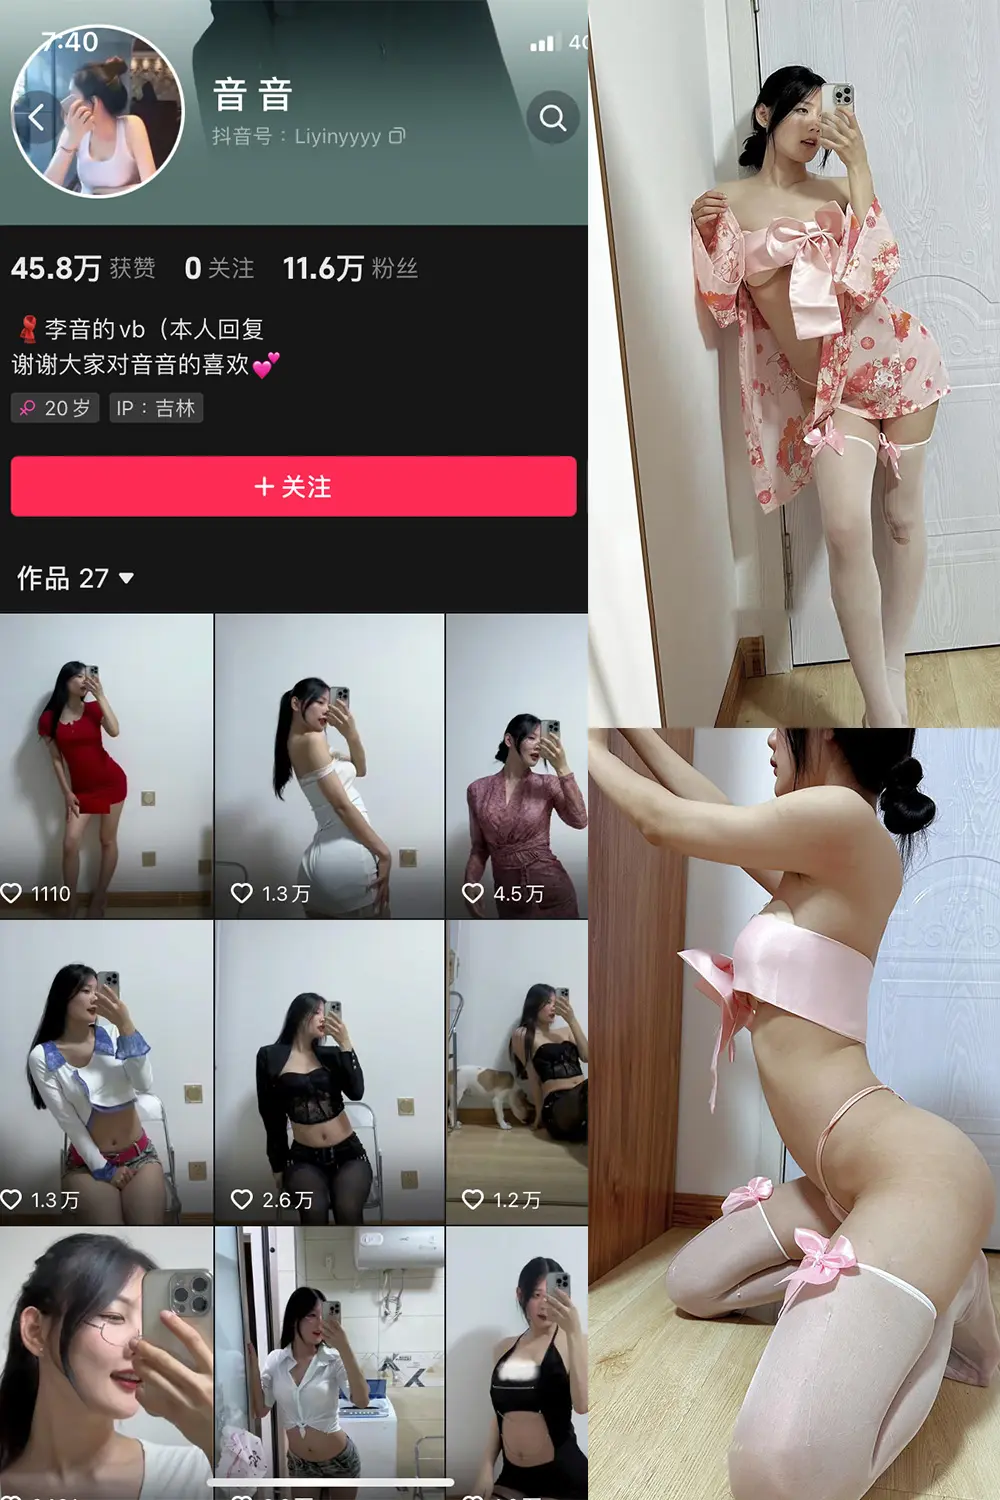 7:40
音音
抖音号：Liyinyyyy
45.8万 获赞 0 关注 11.6万 粉丝
李音的vb（本人回复
谢谢大家对音音的喜欢
20岁 IP：吉林
+ 关注
作品 27
1110
1.3万
4.5万
1.3万
2.6万
1.2万